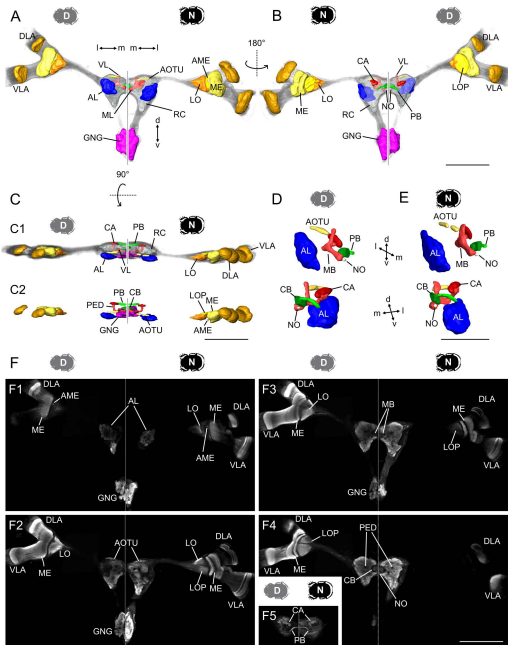 D N D
A B
DLA DLA
l m m l 180°
VL AOTU AME CA VL
VLA AL ME LOP
ML LO LO NO PB
RC ME RC
GNG d GNG
v
90°
C D N D D E N
C1 CA PB RC VLA AOTU AOTU PB
AL VL LO DLA MB NO MB NO
d
l m
v
C2 PB CB LOP ME CB CA CB CA
PED d
m l
v
GNG AOTU AME NO AL NO AL
F D N D N
F1 DLA AME AL LO ME DLA F3 DLA LO MB ME DLA
ME AME VLA VLA ME LOP VLA
GNG GNG
F2 DLA AOTU LO DLA F4 DLA LOP PED DLA
LO
VLA ME LOP ME VLA VLA ME CB NO VLA
D N
GNG F5 CA
PB